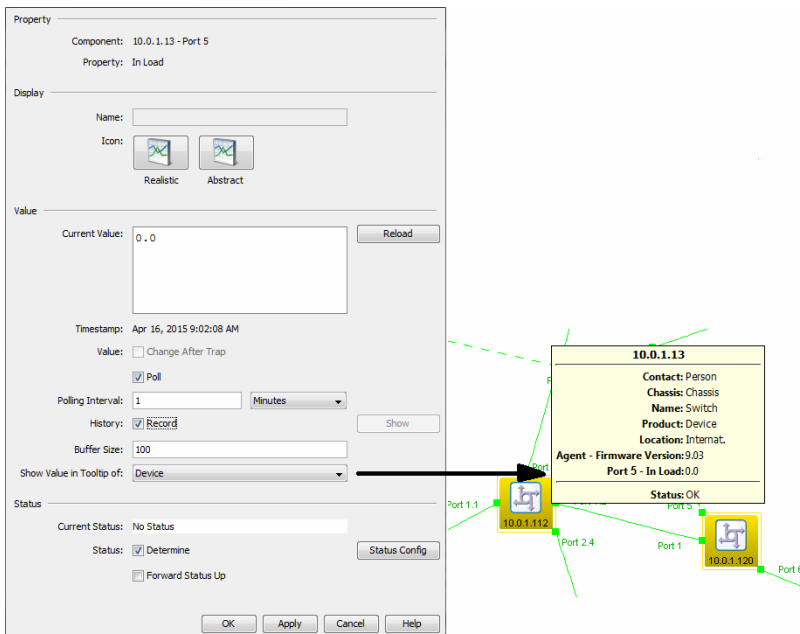 Property
Component: 10.0.1.13 - Port 5
Property: In Load
Display
Name:
Icon:
Realistic Abstract
Value
Current Value: 0.0 Reload
Timestamp: Apr 16, 2015 9:02:08 AM
Value: Change After Trap
Poll
Polling Interval: 1 Minutes
History: Record Show
Buffer Size: 100
Show Value in Tooltip of: Device
Status
Current Status: No Status
Status: Determine Status Config
Forward Status Up
OK Apply Cancel Help
10.0.1.13
Contact: Person
Chassis: Chassis
Name: Switch
Product: Device
Location: Internat.
Agent - Firmware Version: 9.03
Port 5 - In Load: 0.0
Status: OK
Port
Port 1.1
10.0.1.112
Port 2.4
Port 5
Port 1
10.0.1.120
Port 6